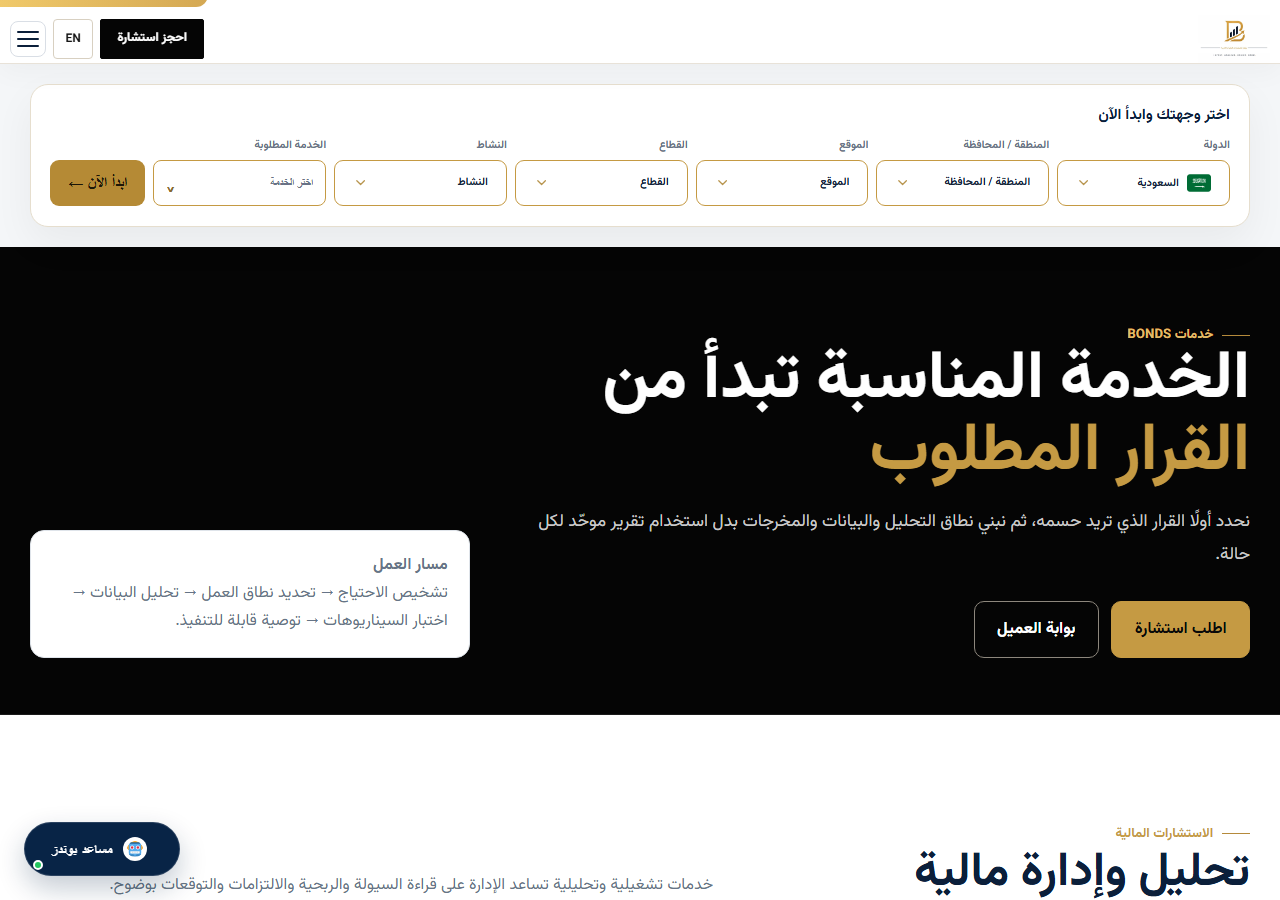 احجز استشارة
EN
اختر وجهتك وابدأ الآن
الدولة
المنطقة / المحافظة
الموقع
القطاع
النشاط
الخدمة المطلوبة
السعودية
المنطقة / المحافظة
الموقع
القطاع
النشاط
اختر الخدمة
ابدأ الآن ←
خدمات BONDS
الخدمة المناسبة تبدأ من
القرار المطلوب
نحدد أولًا القرار الذي تريد حسمه، ثم نبني نطاق التحليل والبيانات والمخرجات بدل استخدام تقرير موحّد لكل
حالة.
اطلب استشارة
بوابة العميل
مسار العمل
تشخيص الاحتياج → تحديد نطاق العمل → تحليل البيانات →
اختبار السيناريوهات → توصية قابلة للتنفيذ.
الاستشارات المالية
تحليل وإدارة مالية
خدمات تشغيلية وتحليلية تساعد الإدارة على قراءة السيولة والربحية والالتزامات والتوقعات بوضوح.
مساعد بوندز